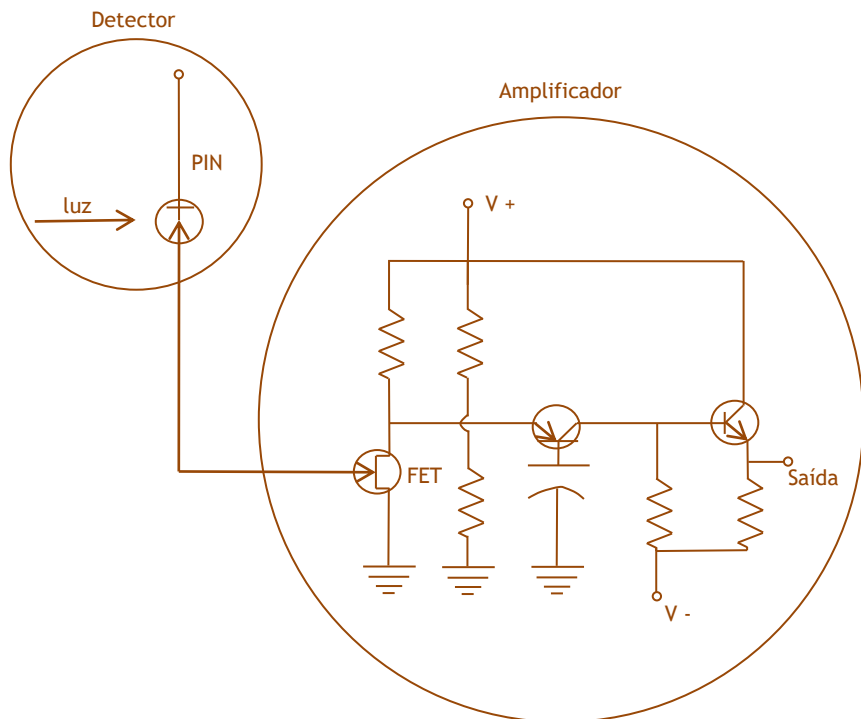 Detector
Amplificador
PIN
luz
V +
FET
Saída
V -